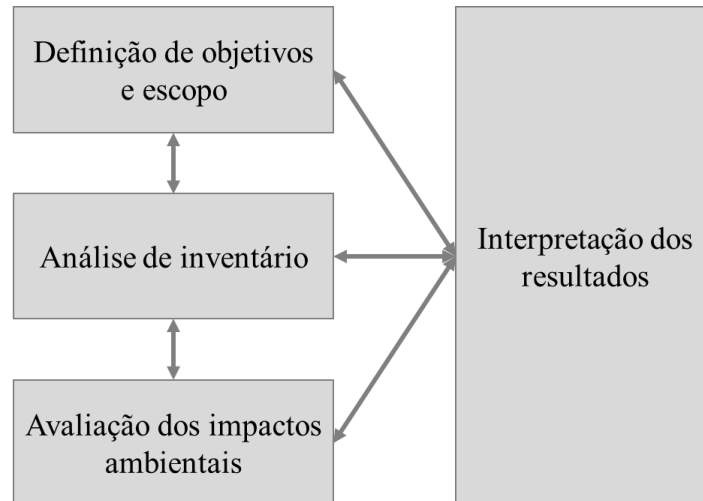 Definição de objetivos
e escopo
Análise de inventário
Avaliação dos impactos
ambientais
Interpretação dos
resultados